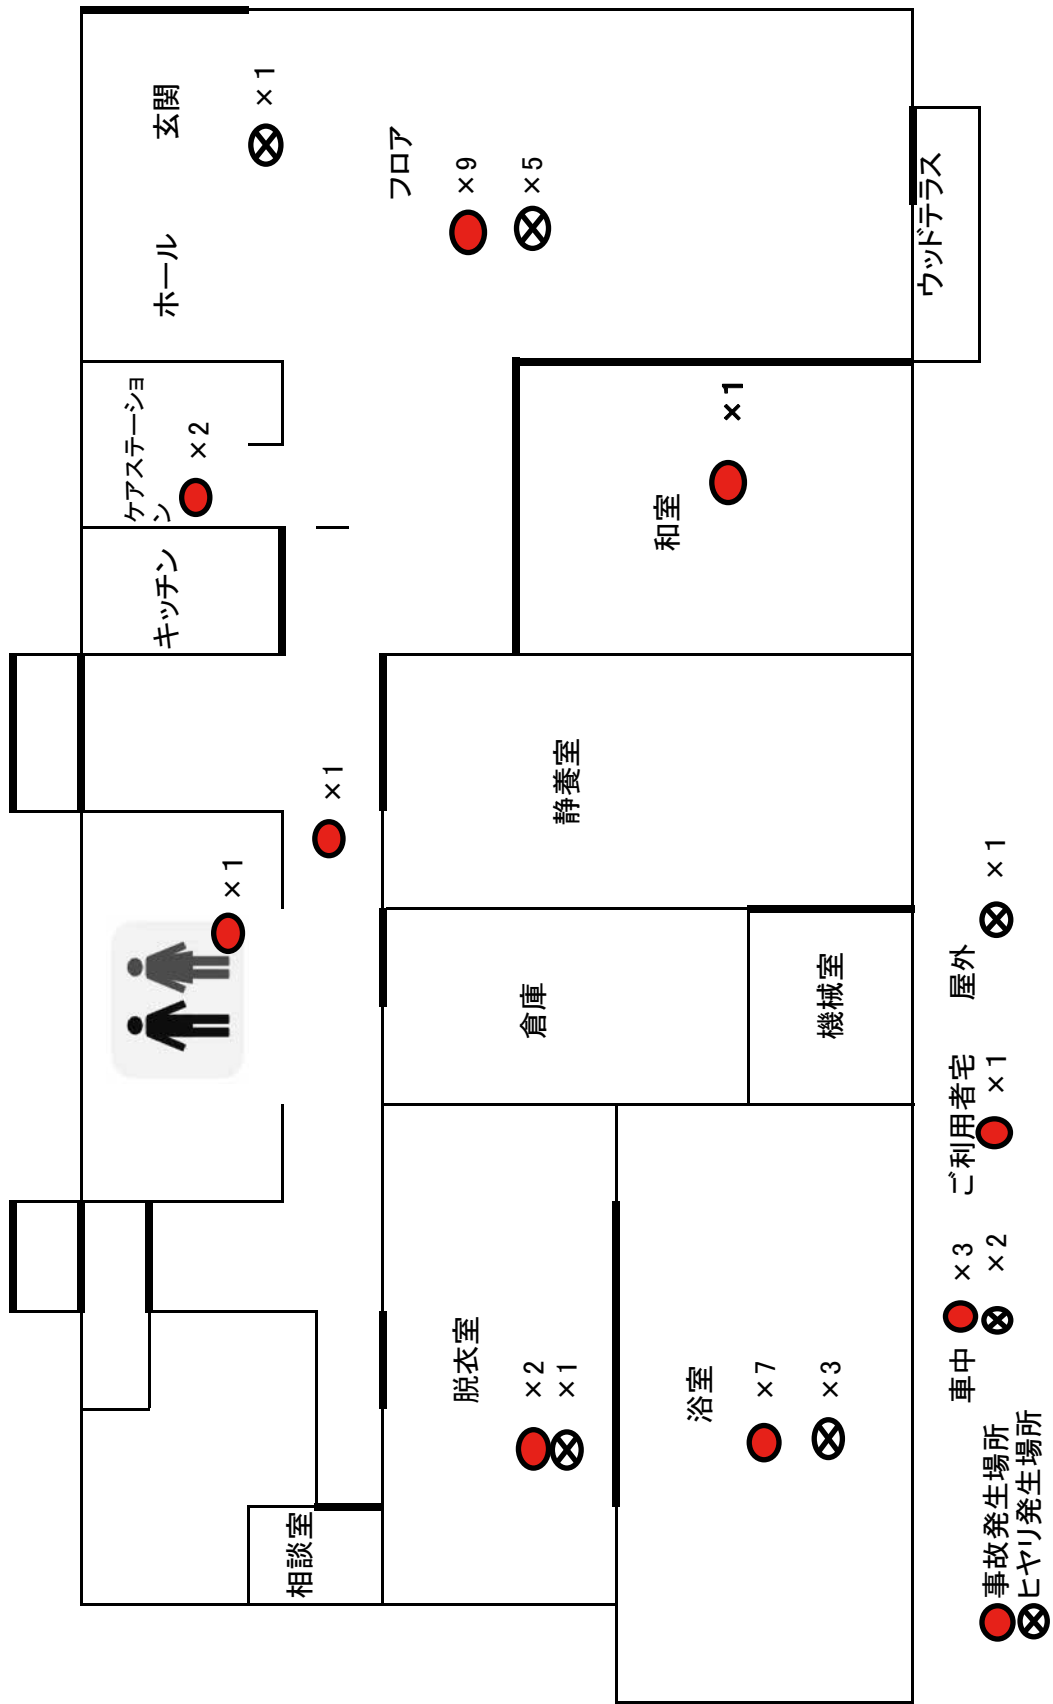 相談室
脱衣室
×2
×1
浴室
×7
×3
×1
×1
倉庫
機械室
静養室
キッチン
ケアステーショ
ン
×2
和室
×1
ホール
玄関
×1
フロア
×9
×5
ウッドテラス
車中
×3
×2
ご利用者宅
×1
屋外
×1
事故発生場所
ヒヤリ発生場所